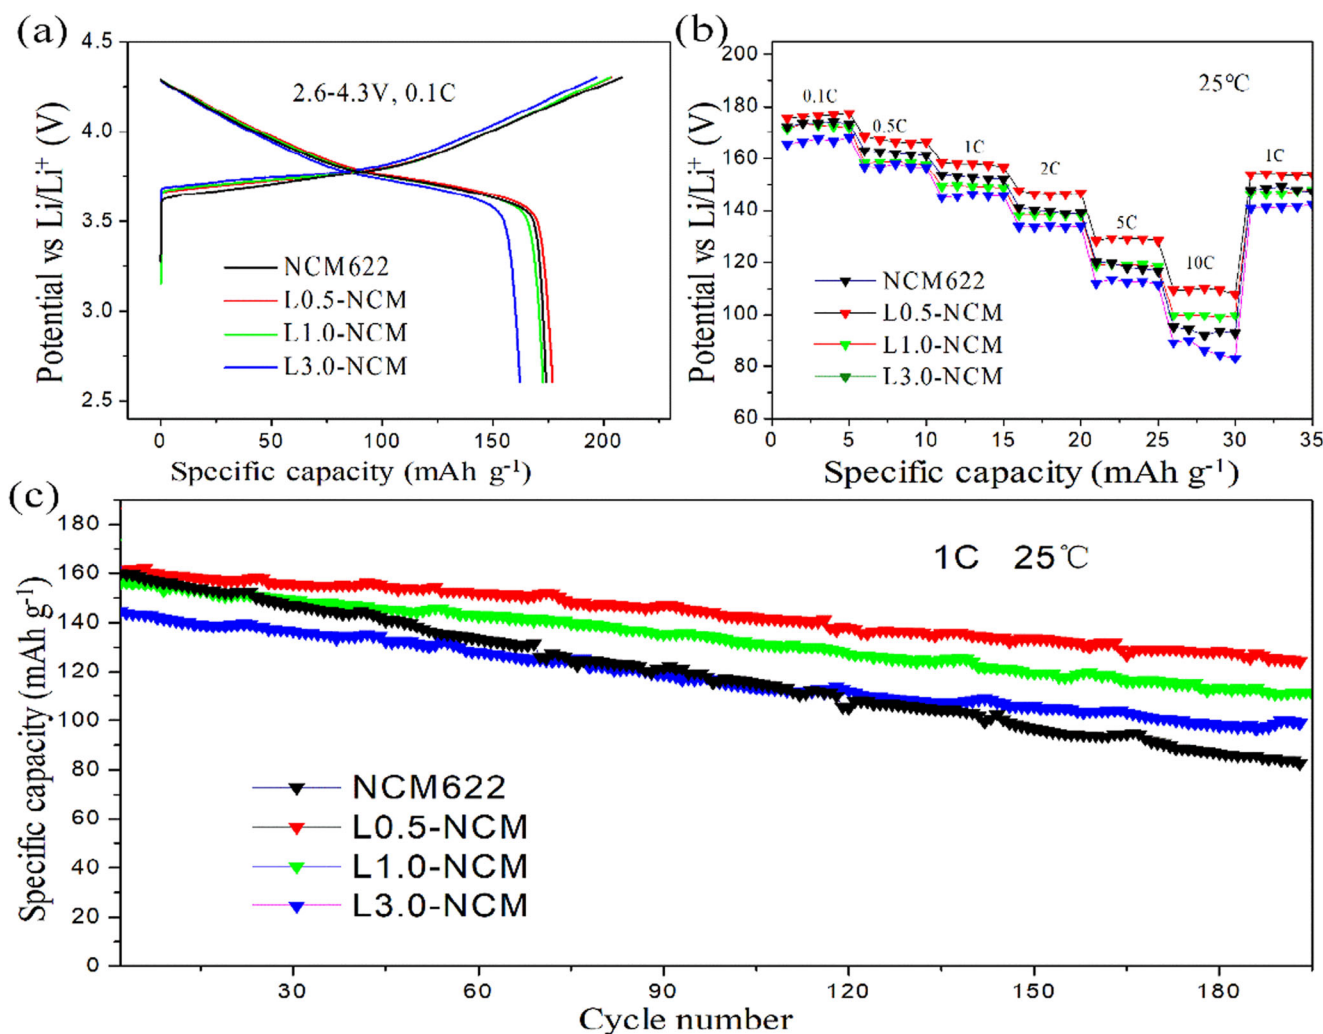 (a)
4.5
4.0
3.5
3.0
2.5
Potential vs Li/Li⁺ (V)
2.6-4.3V, 0.1C
NCM622
L0.5-NCM
L1.0-NCM
L3.0-NCM
0 50 100 150 200
Specific capacity (mAh g⁻¹)
(b)
200
180
160
140
120
100
80
60
Potential vs Li/Li⁺ (V)
25℃
0.1C
0.5C
1C
2C
5C
10C
1C
NCM622
L0.5-NCM
L1.0-NCM
L3.0-NCM
0 5 10 15 20 25 30 35
Specific capacity (mAh g⁻¹)
(c)
180
160
140
120
100
80
60
40
20
0
Specific capacity (mAh g⁻¹)
1C 25℃
NCM622
L0.5-NCM
L1.0-NCM
L3.0-NCM
30 60 90 120 150 180
Cycle number